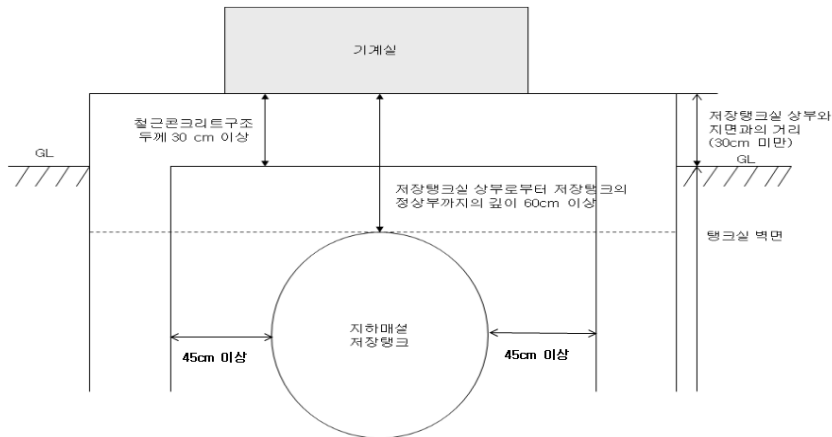 기계실
철근콘크리트구조
두께 30 cm 이상
저장탱크실 상부와
지면과의 거리
(30cm 미만)
GL
GL
저장탱크실 상부로부터 저장탱크의
정상부까지의 깊이 60cm 이상
탱크실 벽면
지하매설
저장탱크
45cm 이상
45cm 이상